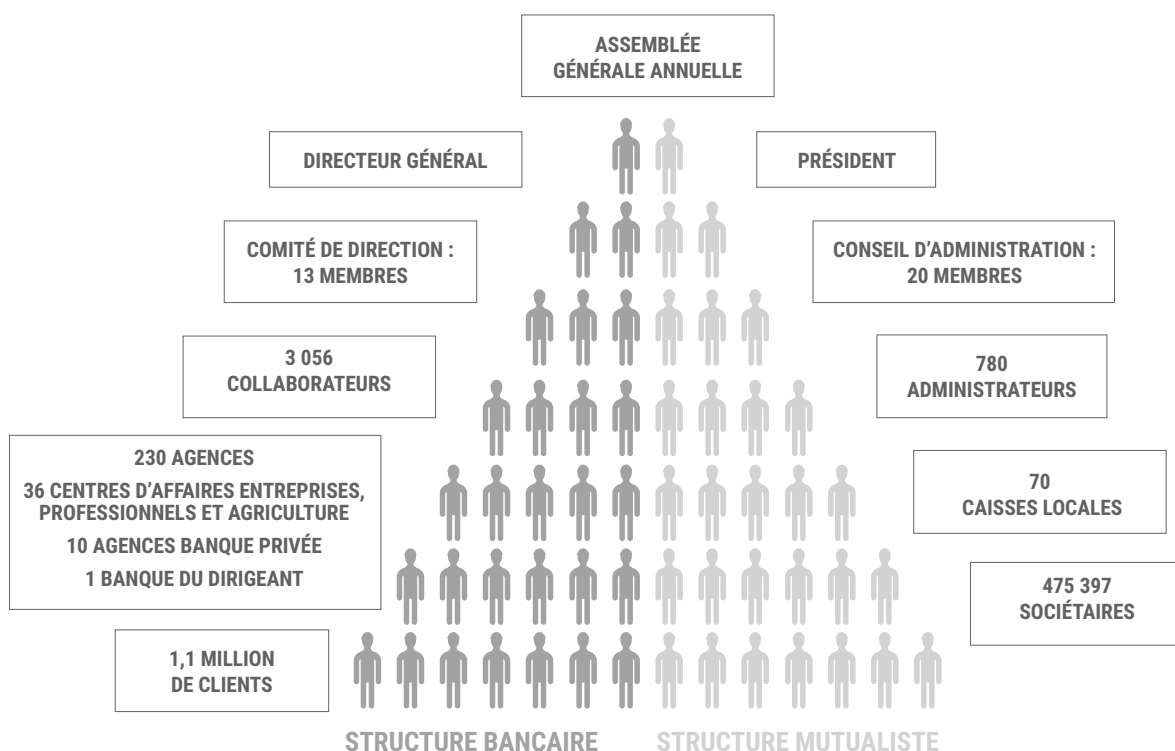 ASSEMBLÉE
GÉNÉRALE ANNUELLE
DIRECTEUR GÉNÉRAL
PRÉSIDENT
COMITÉ DE DIRECTION :
13 MEMBRES
CONSEIL D'ADMINISTRATION :
20 MEMBRES
3 056
COLLABORATEURS
780
ADMINISTRATEURS
230 AGENCES
36 CENTRES D'AFFAIRES ENTREPRISES,
PROFESSIONNELS ET AGRICULTURE
10 AGENCES BANQUE PRIVÉE
1 BANQUE DU DIRIGEANT
70
CAISSES LOCALES
475 397
SOCIÉTAIRES
1,1 MILLION
DE CLIENTS
STRUCTURE BANCAIRE
STRUCTURE MUTUALISTE